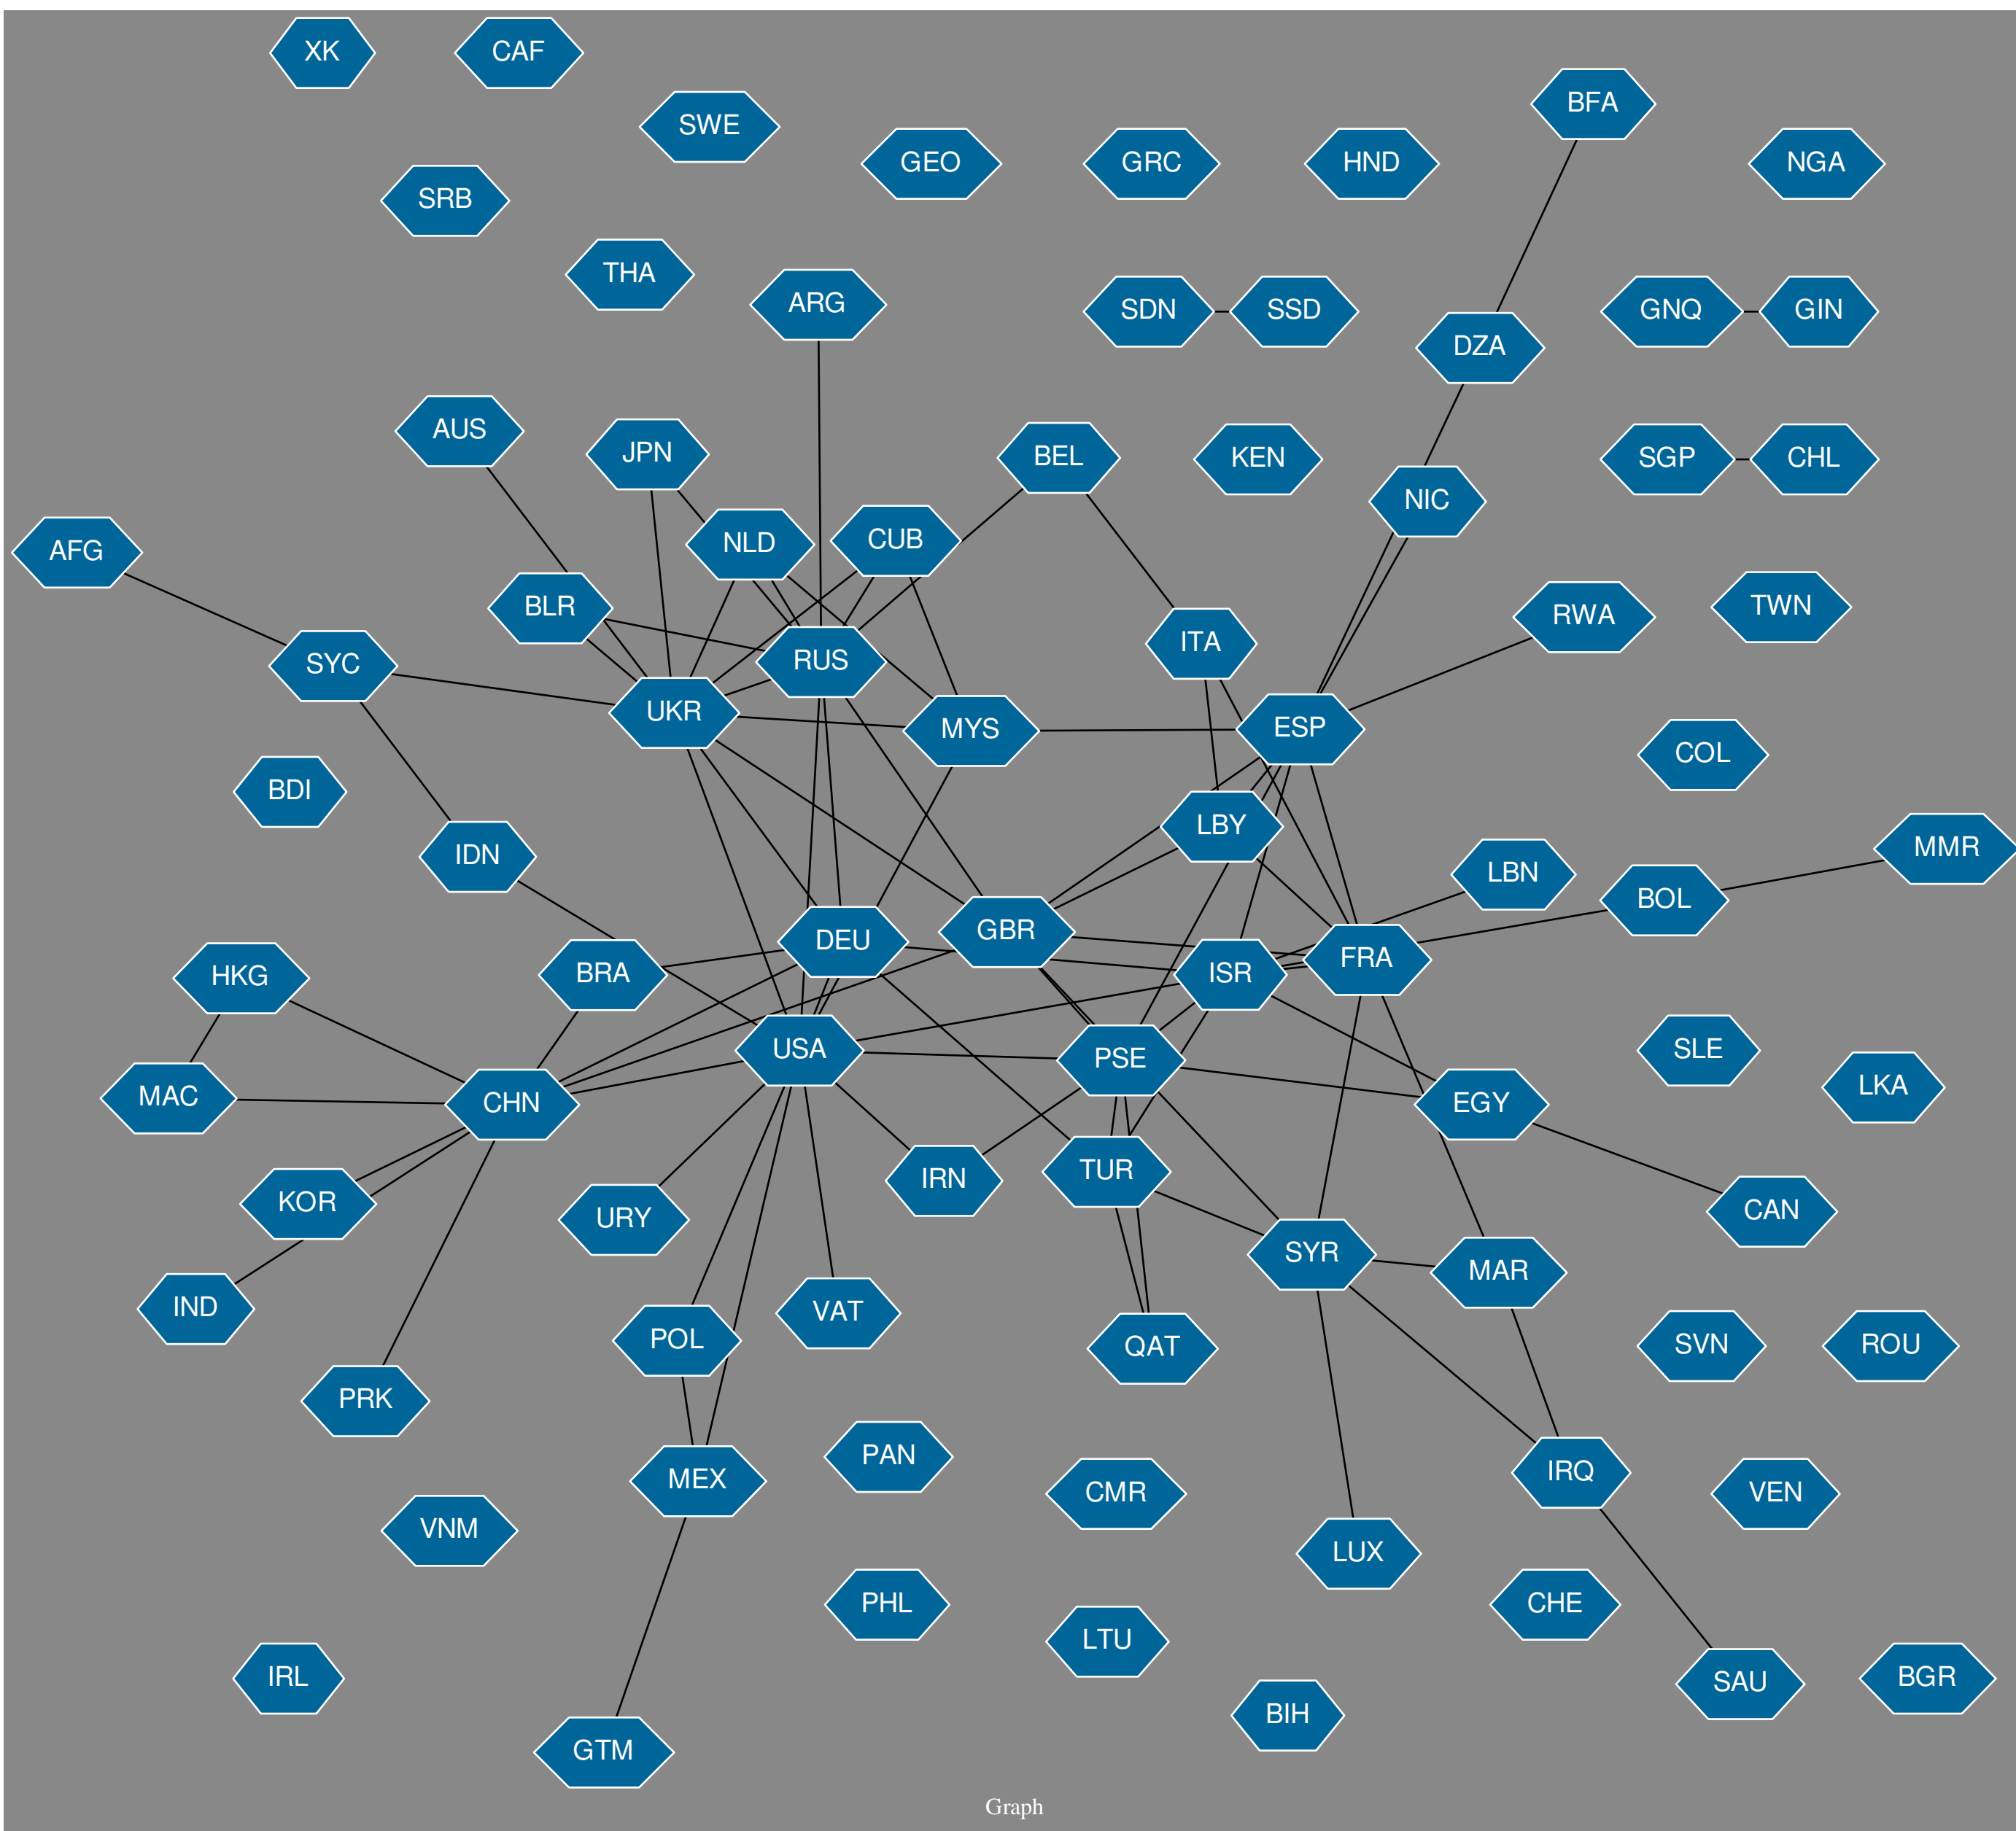 XK
CAF
BFA
SWE
GEO
GRC
HND
NGA
SRB
THA
ARG
SDN
SSD
GNQ
GIN
DZA
AUS
JPN
BEL
KEN
SGP
CHL
NIC
AFG
NLD
CUB
BLR
RWA
TWN
SYC
RUS
ITA
UKR
MYS
ESP
COL
BDI
IDN
LBY
LBN
MMR
BOL
HKG
BRA
DEU
GBR
ISR
FRA
MAC
CHN
USA
PSE
EGY
SLE
LKA
KOR
URY
IRN
TUR
SYR
CAN
MAR
IND
POL
VAT
QAT
SVN
ROU
PRK
MEX
PAN
CMR
IRQ
VEN
VNM
LUX
PHL
LTU
CHE
IRL
BIH
SAU
BGR
GTM
Graph